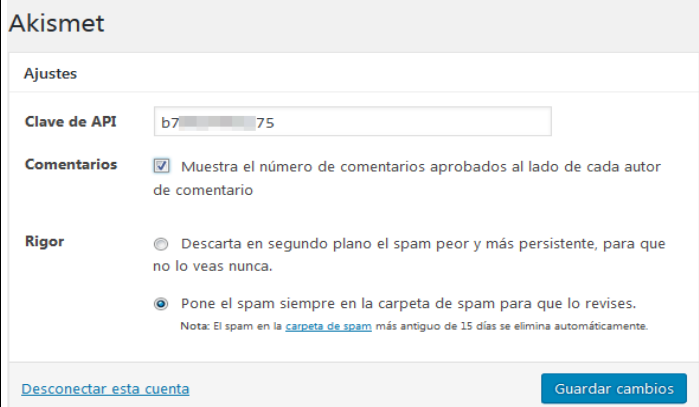 Akismet
Ajustes
Clave de API b7 75
Comentarios Muestra el número de comentarios aprobados al lado de cada autor
de comentario
Rigor Descarta en segundo plano el spam peor y más persistente, para que
no lo veas nunca.
Pone el spam siempre en la carpeta de spam para que lo revises.
Nota: El spam en la carpeta de spam más antiguo de 15 días se elimina automáticamente.
Desconectar esta cuenta Guardar cambios